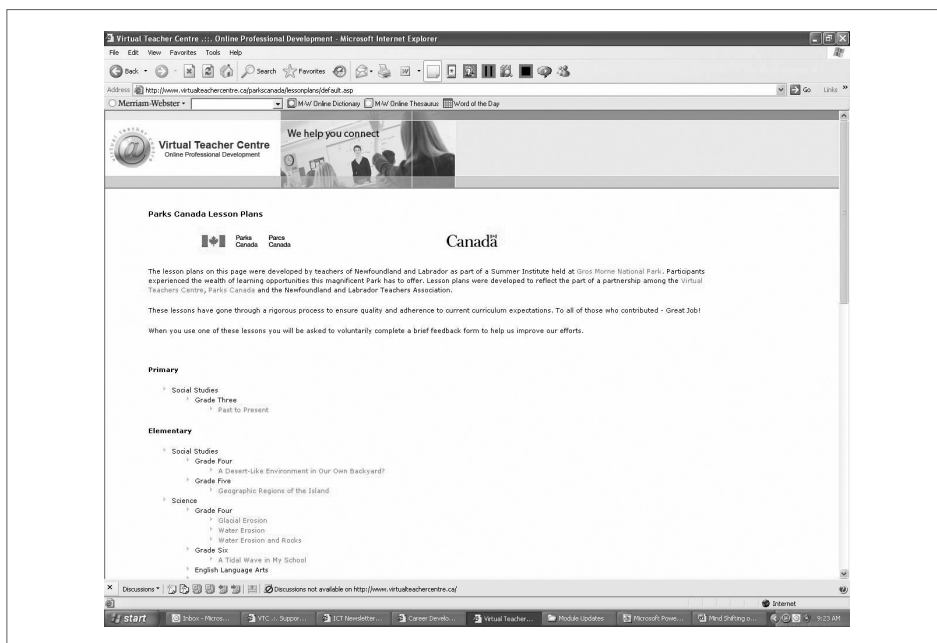 Virtual Teacher Centre .::. Online Professional Development - Microsoft Internet Explorer
File Edit View Favorites Tools Help
Back Search Favorites
Address http://www.virtualteachercentre.ca/parkscanada/lessonplans/default.asp Go Links »
Merriam-Webster M-W Online Dictionary M-W Online Thesaurus Word of the Day
We help you connect
@ Virtual Teacher Centre
Online Professional Development
Parks Canada Lesson Plans
Parks Parcs
Canada Canada
Canada
The lesson plans on this page were developed by teachers of Newfoundland and Labrador as part of a Summer Institute held at Gros Morne National Park. Participants
experienced the wealth of learning opportunities this magnificent Park has to offer. Lesson plans were developed to reflect the part of a partnership among the Virtual
Teachers Centre, Parks Canada and the Newfoundland and Labrador Teachers Association.
These lessons have gone through a rigorous process to ensure quality and adherence to current curriculum expectations. To all of those who contributed - Great Job!
When you use one of these lessons you will be asked to voluntarily complete a brief feedback form to help us improve our efforts.
Primary
Social Studies
Grade Three
Past to Present
Elementary
Social Studies
Grade Four
A Desert-Like Environment in Our Own Backyard?
Grade Five
Geographic Regions of the Island
Science
Grade Four
Glacial Erosion
Water Erosion
Water Erosion and Rocks
Grade Six
A Tidal Wave in My School
English Language Arts
Discussions Discussions not available on http://www.virtualteachercentre.ca/
Internet
start Inbox - Micros... VTC .:. Suppor... ICT Newsletter... Career Develo... Virtual Teacher... Module Updates Microsoft Powe... Mind Shifting o... 9:23 AM